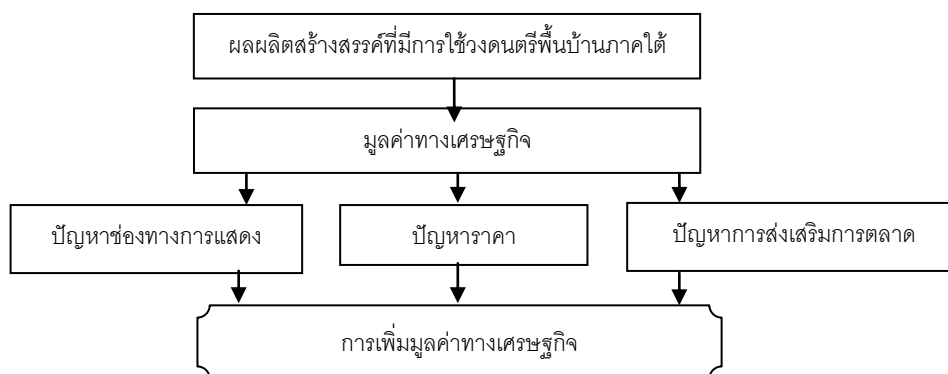 ผลผลิตสร้างสรรค์ที่มีการใช้วงดนตรีพื้นบ้านภาคใต้
มูลค่าทางเศรษฐกิจ
ปัญหาช่องทางการแสดง
ปัญหาราคา
ปัญหาการส่งเสริมการตลาด
การเพิ่มมูลค่าทางเศรษฐกิจ